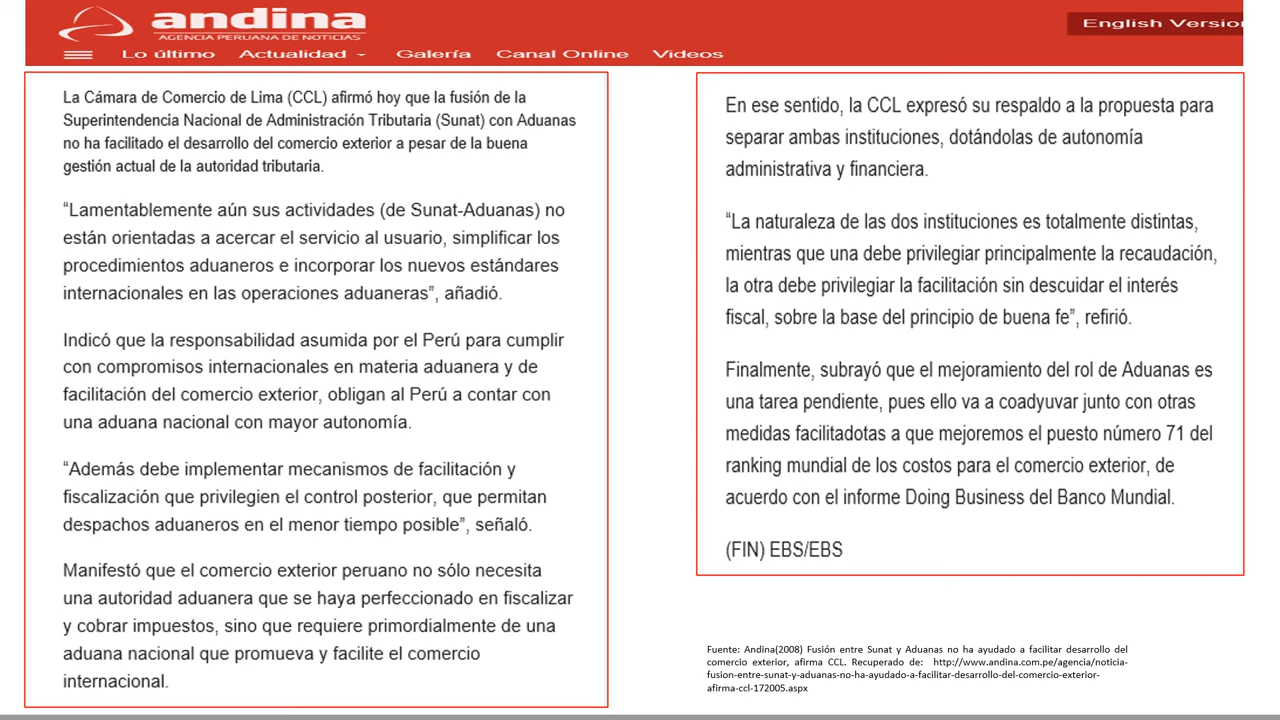 andina
AGENCIA PERUANA DE NOTICIAS
English Versio
Lo último Actualidad Galería Canal Online Videos
La Cámara de Comercio de Lima (CCL) afirmó hoy que la fusión de la
Superintendencia Nacional de Administración Tributaria (Sunat) con Aduanas
no ha facilitado el desarrollo del comercio exterior a pesar de la buena
gestión actual de la autoridad tributaria.
“Lamentablemente aún sus actividades (de Sunat-Aduanas) no
están orientadas a acercar el servicio al usuario, simplificar los
procedimientos aduaneros e incorporar los nuevos estándares
internacionales en las operaciones aduaneras”, añadió.
Indicó que la responsabilidad asumida por el Perú para cumplir
con compromisos internacionales en materia aduanera y de
facilitación del comercio exterior, obligan al Perú a contar con
una aduana nacional con mayor autonomía.
“Además debe implementar mecanismos de facilitación y
fiscalización que privilegien el control posterior, que permitan
despachos aduaneros en el menor tiempo posible”, señaló.
Manifestó que el comercio exterior peruano no sólo necesita
una autoridad aduanera que se haya perfeccionado en fiscalizar
y cobrar impuestos, sino que requiere primordialmente de una
aduana nacional que promueva y facilite el comercio
internacional.
En ese sentido, la CCL expresó su respaldo a la propuesta para
separar ambas instituciones, dotándolas de autonomía
administrativa y financiera.
“La naturaleza de las dos instituciones es totalmente distintas,
mientras que una debe privilegiar principalmente la recaudación,
la otra debe privilegiar la facilitación sin descuidar el interés
fiscal, sobre la base del principio de buena fe”, refirió.
Finalmente, subrayó que el mejoramiento del rol de Aduanas es
una tarea pendiente, pues ello va a coadyuvar junto con otras
medidas facilitadotas a que mejoremos el puesto número 71 del
ranking mundial de los costos para el comercio exterior, de
acuerdo con el informe Doing Business del Banco Mundial.
(FIN) EBS/EBS
Fuente: Andina(2008) Fusión entre Sunat y Aduanas no ha ayudado a facilitar desarrollo del
comercio exterior, afirma CCL. Recuperado de: http://www.andina.com.pe/agencia/noticia-
fusion-entre-sunat-y-aduanas-no-ha-ayudado-a-facilitar-desarrollo-del-comercio-exterior-
afirma-ccl-172005.aspx